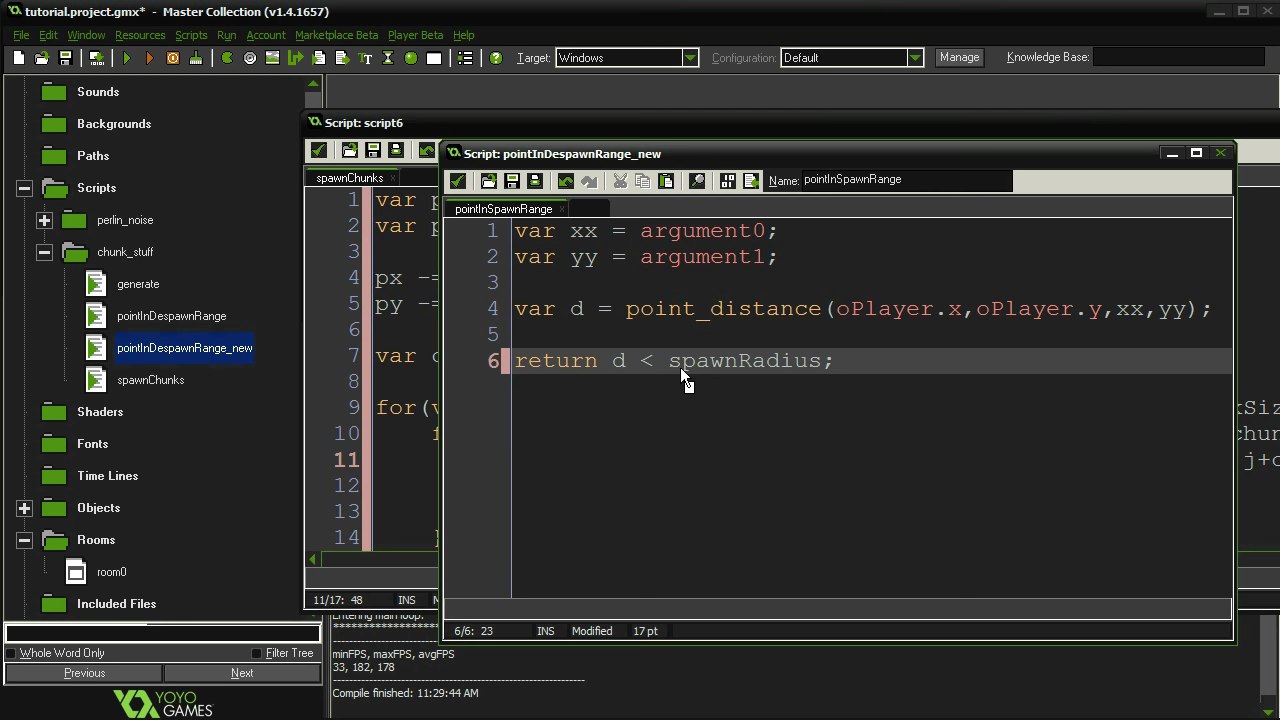 tutorial.project.gmx* - Master Collection (v1.4.1657)
File Edit Window Resources Scripts Run Account Marketplace Beta Player Beta Help
Target: Windows Configuration: Default Manage Knowledge Base:
Sounds
Backgrounds
Paths
Scripts
perlin_noise
chunk_stuff
generate
pointInDespawnRange
pointInDespawnRange_new
spawnChunks
Shaders
Fonts
Time Lines
Objects
Rooms
room0
Included Files
Whole Word Only Filter Tree
Previous Next
YOYO
GAMES
Script: script6
spawnChunks
1 var p
2 var p
3
4 px -=
5 py -=
6
7 var
8
9 for(
10
11 j+c
12
13
14
11/17: 48 INS
Script: pointInDespawnRange_new
Name: pointInSpawnRange
pointInSpawnRange
1 var xx = argument0;
2 var yy = argument1;
3
4 var d = point_distance(oPlayer.x,oPlayer.y,xx,yy);
5
6 return d < spawnRadius;
6/6: 23 INS Modified 17 pt
Entering main loop.
minFPS, maxFPS, avgFPS
33, 182, 178
Compile finished: 11:29:44 AM